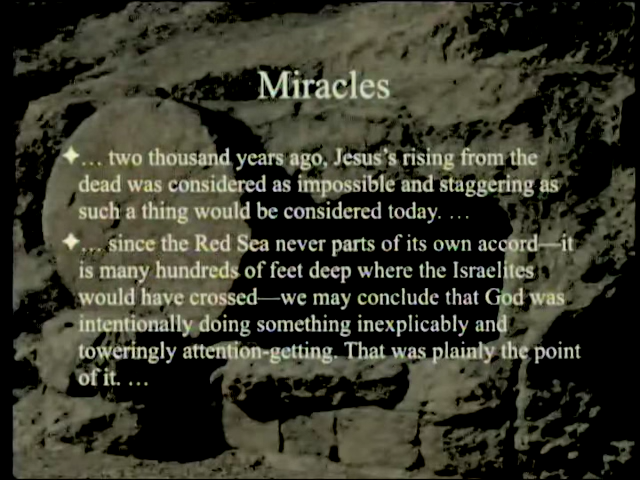 Miracles
… two thousand years ago, Jesus's rising from the
dead was considered as impossible and staggering as
such a thing would be considered today. …
… since the Red Sea never parts of its own accord—it
is many hundreds of feet deep where the Israelites
would have crossed—we may conclude that God was
intentionally doing something inexplicably and
toweringly attention-getting. That was plainly the point
of it. …